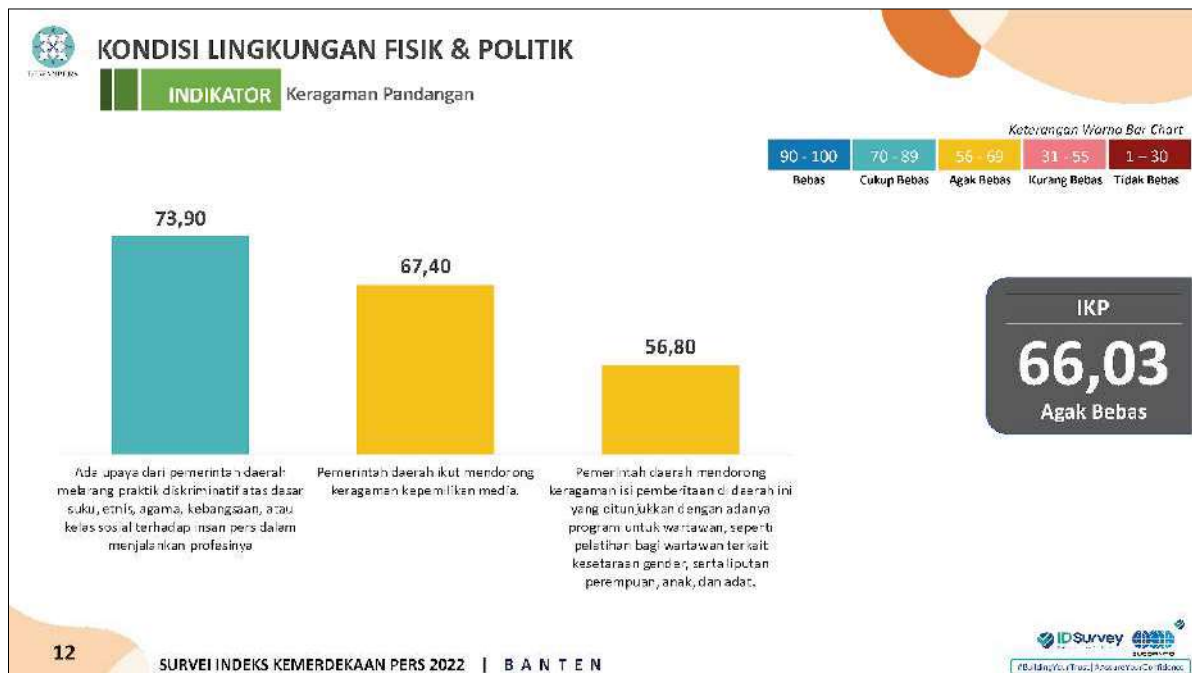 KONDISI LINGKUNGAN FISIK & POLITIK
INDIKATOR Keragaman Pandangan
Keterangan Warna Bar Chart
90 - 100 70 - 89 56 - 69 31 - 55 1 – 30
Bebas Cukup Bebas Agak Bebas Kurang Bebas Tidak Bebas
73,90
67,40
56,80
IKP
66,03
Agak Bebas
Ada upaya dari pemerintah daerah
melarang praktik diskriminatif atas dasar
suku, etnis, agama, kebangsaan, atau
kelas sosial terhadap insan pers dalam
menjalankan profesinya
Pemerintah daerah ikut mendorong
keragaman kepemilikan media.
Pemerintah daerah mendorong
keragaman isi pemberitaan di daerah ini
yang ditunjukkan dengan adanya
program untuk wartawan, seperti
pelatihan bagi wartawan terkait
kesetaraan gender, serta liputan
perempuan, anak, dan adat.
12
SURVEI INDEKS KEMERDEKAAN PERS 2022 | BANTEN
IDSurvey
#BuildingYourTrust | #AssureYourConfidence